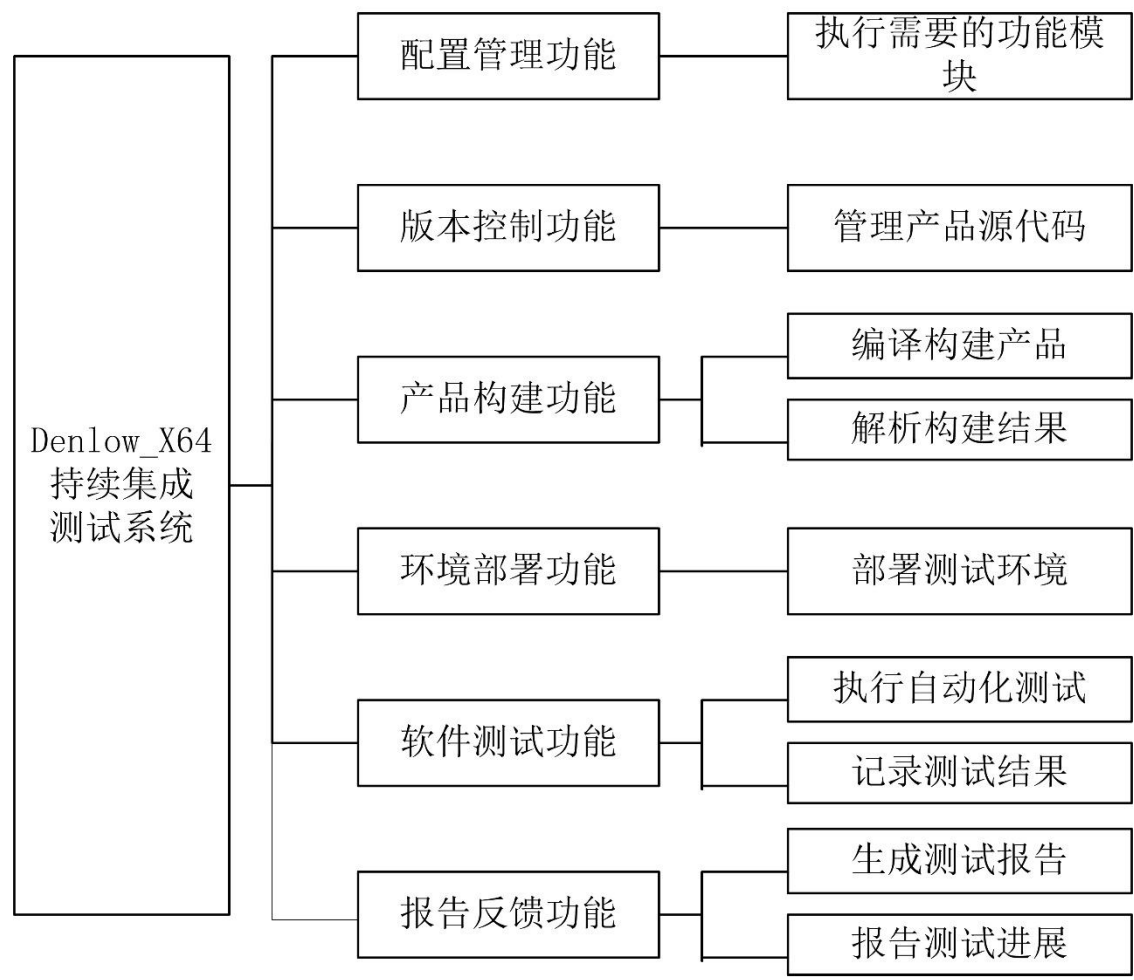 配置管理功能
执行需要的功能模
块
版本控制功能
管理产品源代码
产品构建功能
编译构建产品
解析构建结果
Denlow_X64
持续集成
测试系统
环境部署功能
部署测试环境
软件测试功能
执行自动化测试
记录测试结果
报告反馈功能
生成测试报告
报告测试进展